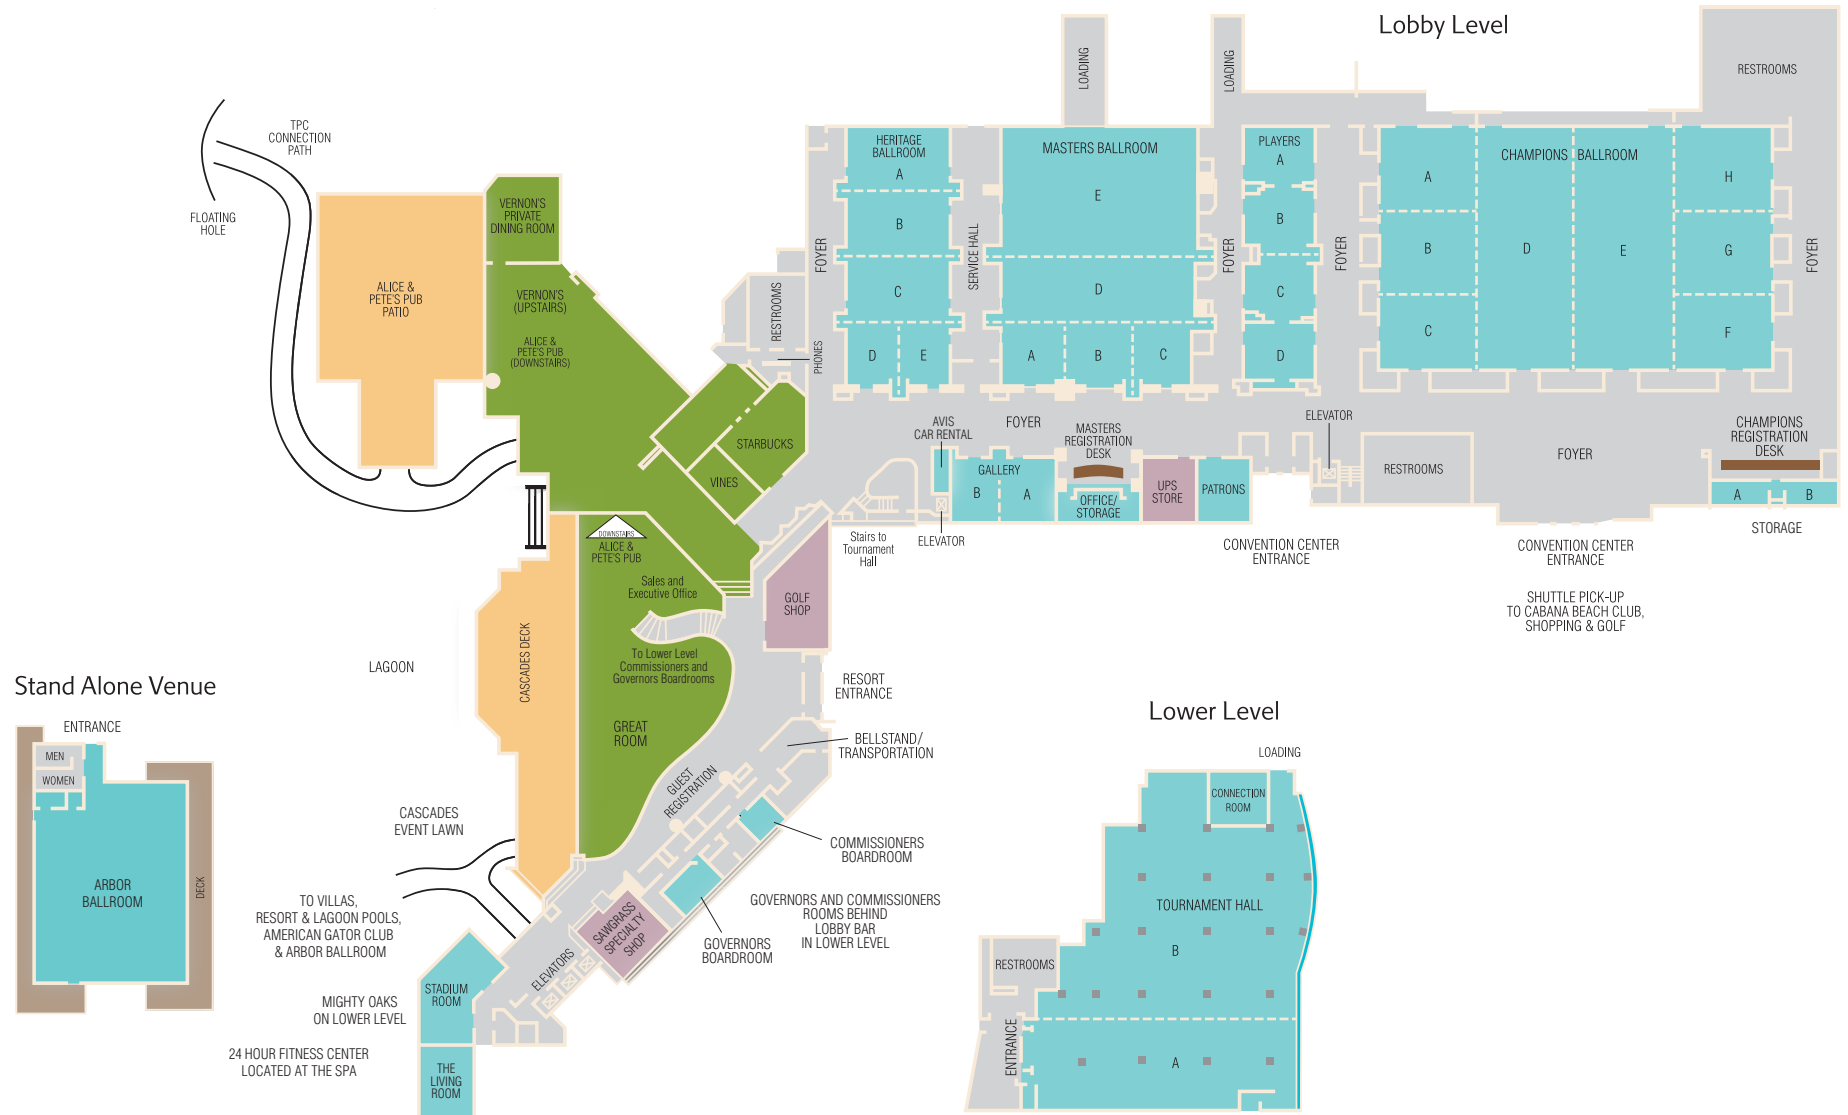 Lobby Level
LOADING
LOADING
RESTROOMS
TPC
CONNECTION
PATH
FLOATING
HOLE
HERITAGE
BALLROOM
A
B
C
D
E
FOYER
SERVICE HALL
MASTERS BALLROOM
E
D
A
B
C
FOYER
PLAYERS
A
B
C
D
FOYER
CHAMPIONS BALLROOM
A
B
C
D
E
H
G
F
FOYER
VERNON'S
PRIVATE
DINING ROOM
ALICE &
PETE'S PUB
PATIO
VERNON'S
(UPSTAIRS)
ALICE &
PETE'S PUB
(DOWNSTAIRS)
RESTROOMS
PHONES
STARBUCKS
VINES
AVIS
CAR RENTAL
FOYER
MASTERS
REGISTRATION
DESK
GALLERY
B
A
OFFICE/
STORAGE
UPS
STORE
PATRONS
ELEVATOR
RESTROOMS
FOYER
CHAMPIONS
REGISTRATION
DESK
A
B
STORAGE
ELEVATOR
Stairs to
Tournament
Hall
CONVENTION CENTER
ENTRANCE
CONVENTION CENTER
ENTRANCE
SHUTTLE PICK-UP
TO CABANA BEACH CLUB,
SHOPPING & GOLF
DOWNSTAIRS
ALICE &
PETE'S PUB
Sales and
Executive Office
GOLF
SHOP
To Lower Level
Commissioners and
Governors Boardrooms
CASCADES DECK
LAGOON
GREAT
ROOM
RESORT
ENTRANCE
BELLSTAND/
TRANSPORTATION
GUEST
REGISTRATION
CASCADES
EVENT LAWN
COMMISSIONERS
BOARDROOM
GOVERNORS AND COMMISSIONERS
ROOMS BEHIND
LOBBY BAR
IN LOWER LEVEL
GOVERNORS
BOARDROOM
SAWGRASS
SPECIALTY
SHOP
ELEVATORS
TO VILLAS,
RESORT & LAGOON POOLS,
AMERICAN GATOR CLUB
& ARBOR BALLROOM
STADIUM
ROOM
MIGHTY OAKS
ON LOWER LEVEL
24 HOUR FITNESS CENTER
LOCATED AT THE SPA
THE
LIVING
ROOM
Stand Alone Venue
ENTRANCE
MEN
WOMEN
ARBOR
BALLROOM
DECK
Lower Level
LOADING
CONNECTION
ROOM
TOURNAMENT HALL
B
RESTROOMS
ENTRANCE
A